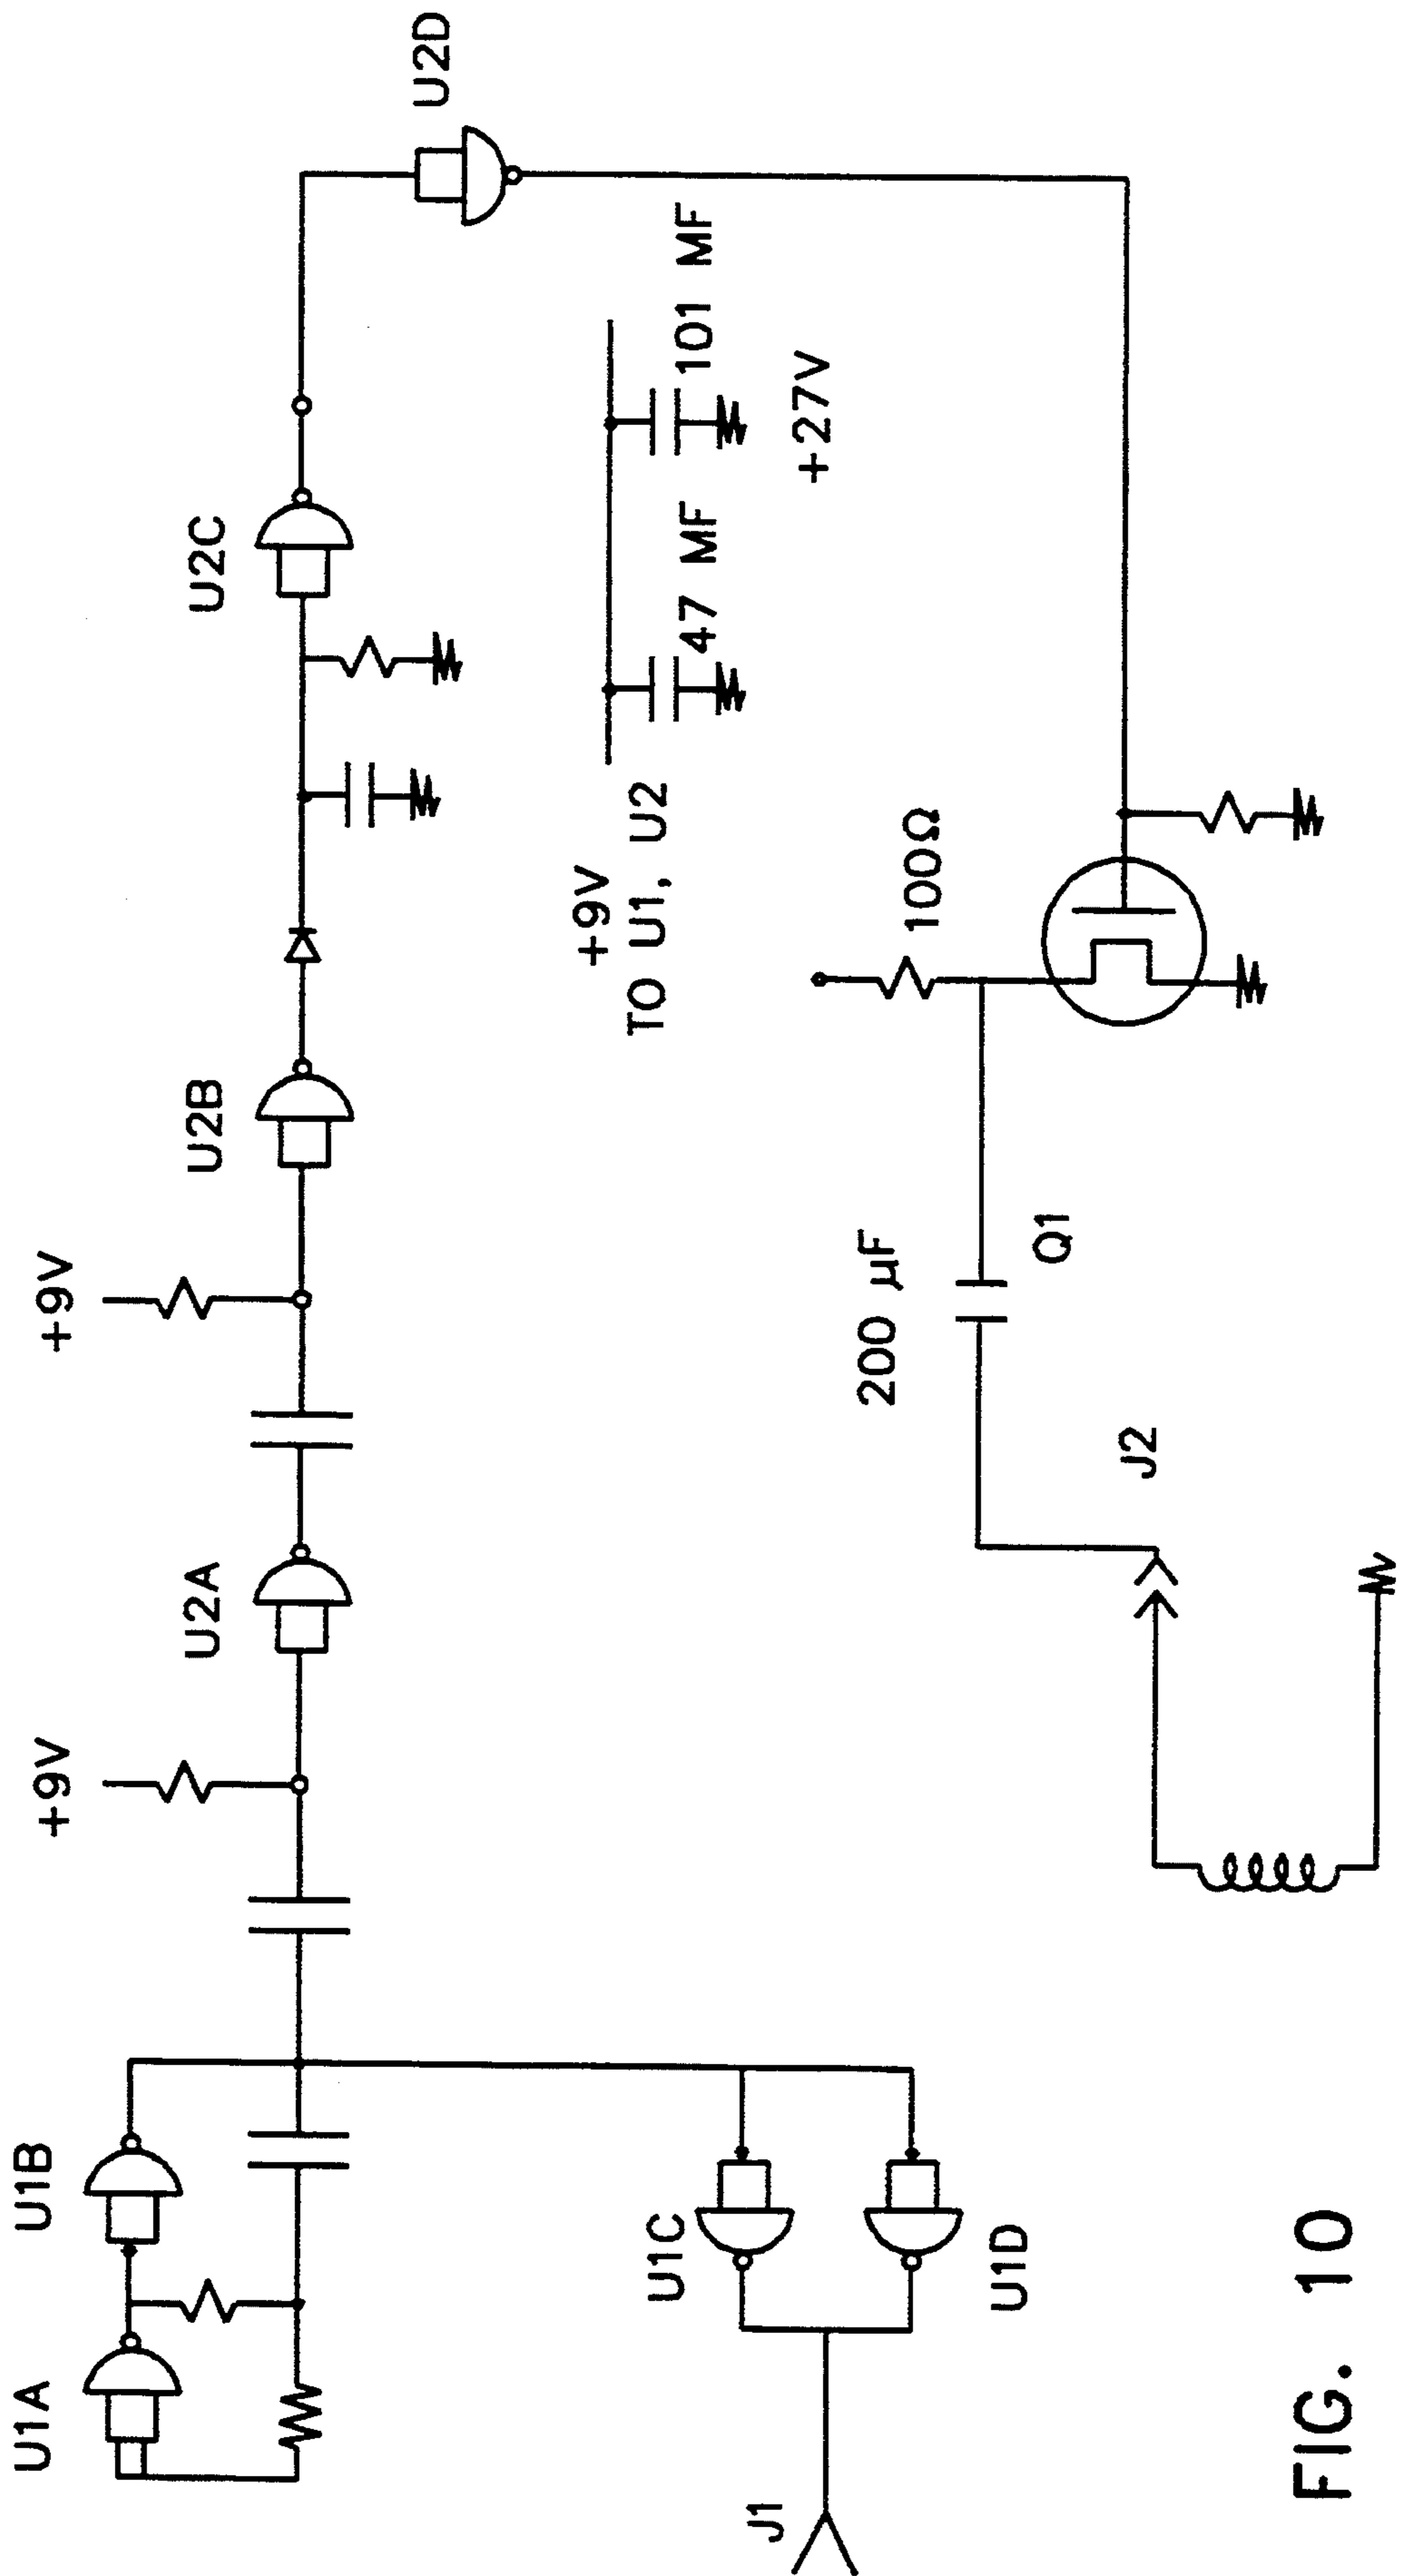 U1A
U1B
+9V
U2A
+9V
U2B
U2C
U2D
+9V
TO U1, U2
47 MF
101 MF
+27V
J1
U1C
U1D
J2
200 µF
Q1
100Ω
FIG. 10